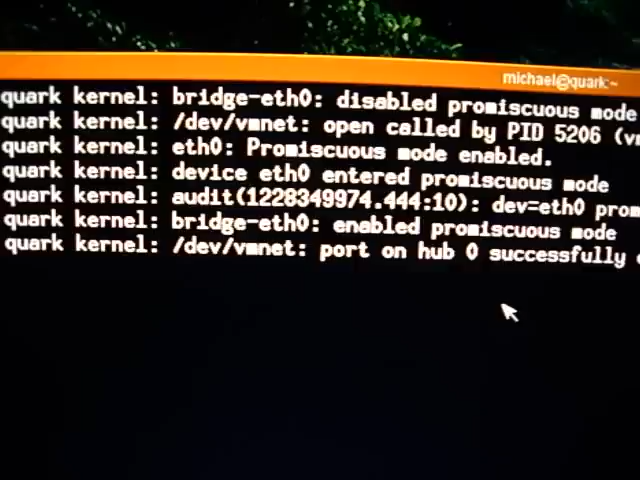 michael@quark:~
quark kernel: bridge-eth0: disabled promiscuous mode
quark kernel: /dev/vmnet: open called by PID 5206 (vm
quark kernel: eth0: Promiscuous mode enabled.
quark kernel: device eth0 entered promiscuous mode
quark kernel: audit(1228349974.444:10): dev=eth0 prom
quark kernel: bridge-eth0: enabled promiscuous mode
quark kernel: /dev/vmnet: port on hub 0 successfully